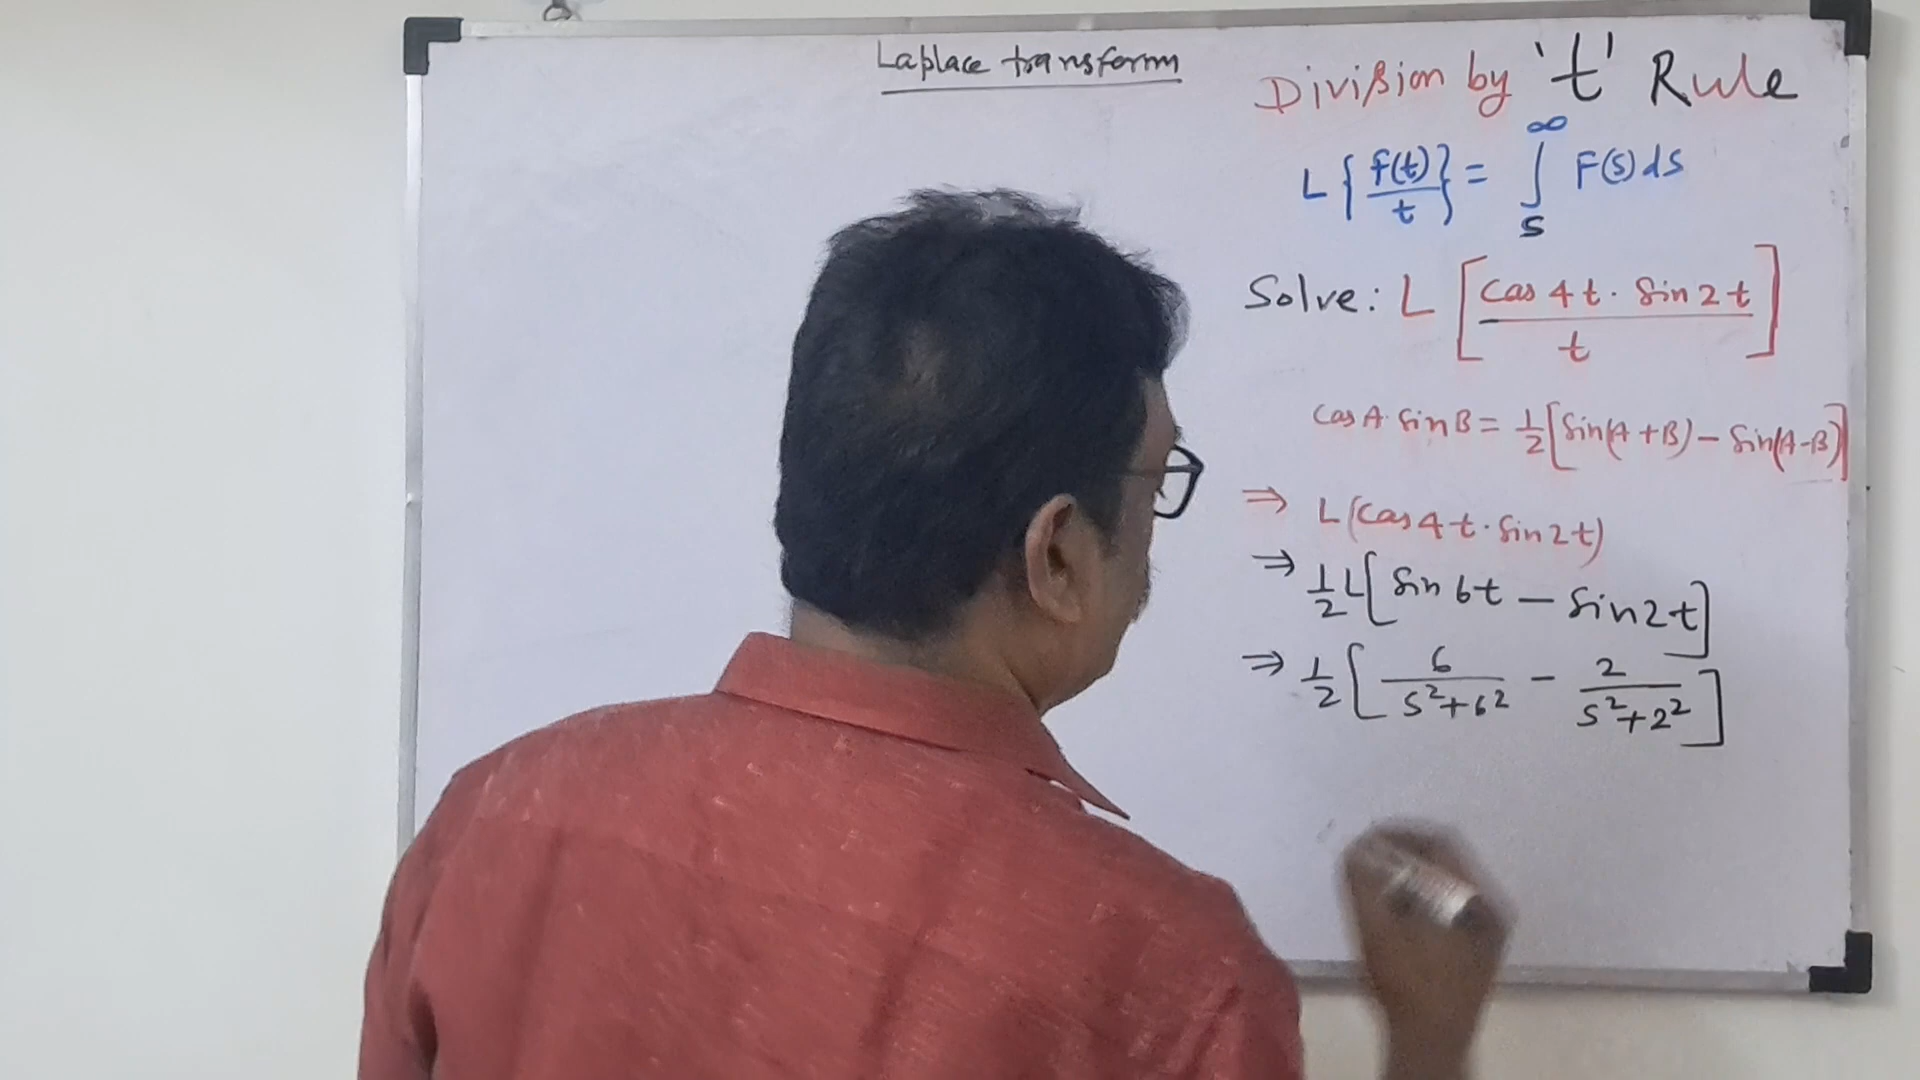 Laplace transform
Division by 't' Rule
L{f(t)/t} = ∫_s^∞ F(s)ds
Solve: L [cos 4t · sin 2t / t]
cos A · sin B = 1/2 [sin(A+B) - sin(A-B)]
⇒ L(cos 4t · sin 2t)
⇒ 1/2 L[sin 6t - sin 2t]
⇒ 1/2 [6/(s²+6²) - 2/(s²+2²)]